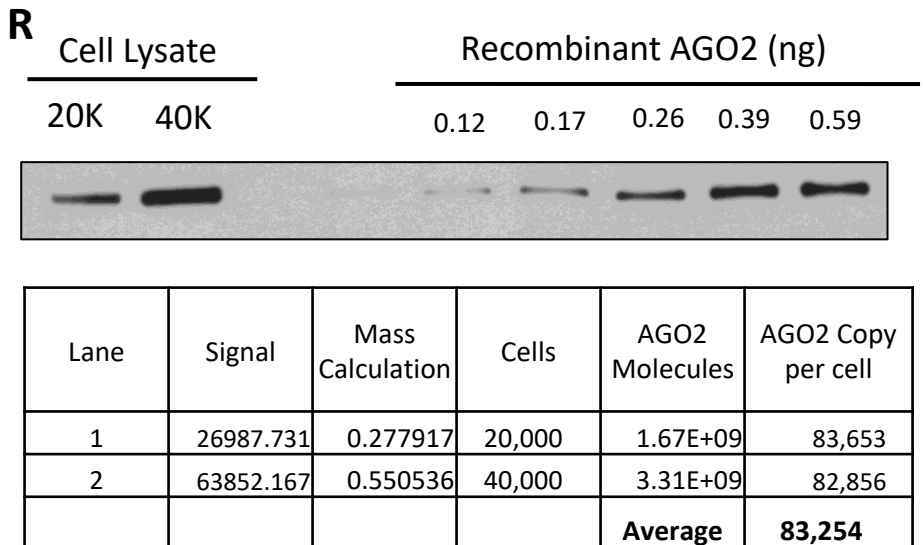 R
Cell Lysate
Recombinant AGO2 (ng)
20K 40K
0.12 0.17 0.26 0.39 0.59
Lane Signal Mass Calculation Cells AGO2 Molecules AGO2 Copy per cell
1 26987.731 0.277917 20,000 1.67E+09 83,653
2 63852.167 0.550536 40,000 3.31E+09 82,856
Average 83,254